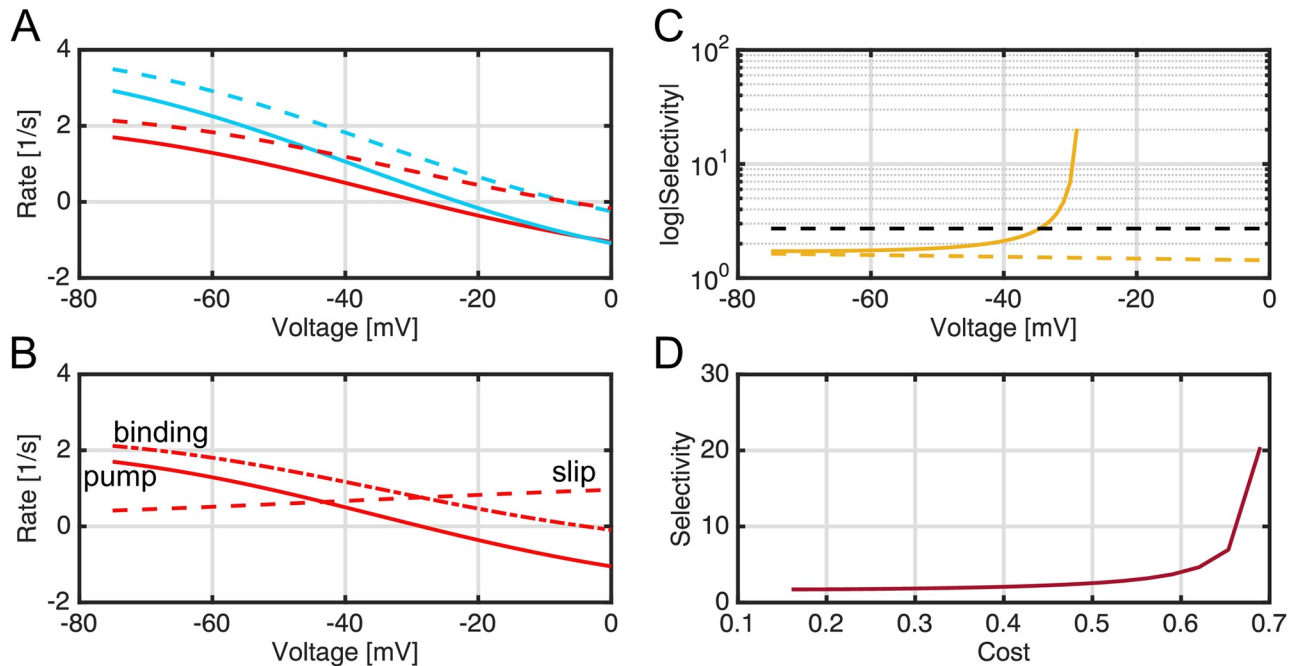 A
4
2
0
-2
Rate [1/s]
-80
-60
-40
-20
0
Voltage [mV]
C
10²
10¹
10⁰
log|Selectivity|
-80
-60
-40
-20
0
Voltage [mV]
B
4
2
0
-2
Rate [1/s]
binding
pump
slip
-80
-60
-40
-20
0
Voltage [mV]
D
30
20
10
0
Selectivity
0.1
0.2
0.3
0.4
0.5
0.6
0.7
Cost